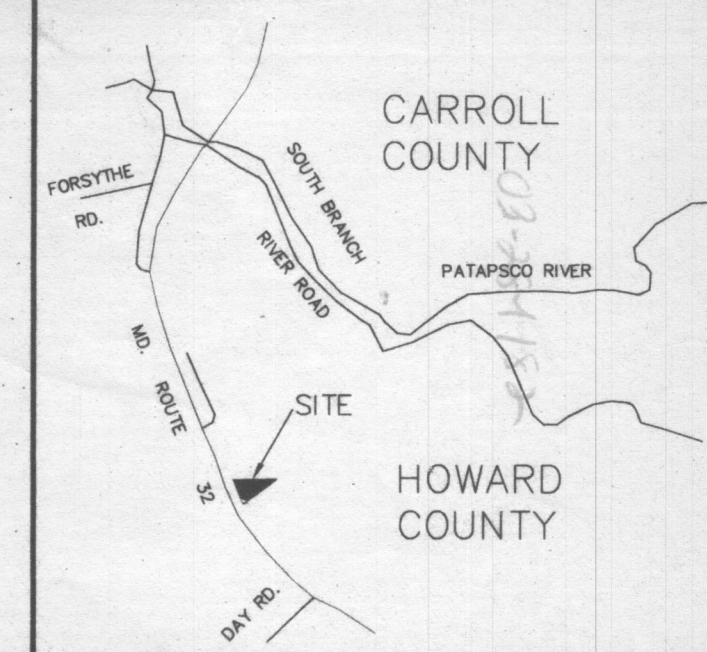 CARROLL
COUNTY
FORSYTHE
RD.
SOUTH BRANCH
RIVER ROAD
PATAPSCO RIVER
MD.
ROUTE
32
SITE
HOWARD
COUNTY
DAY RD.